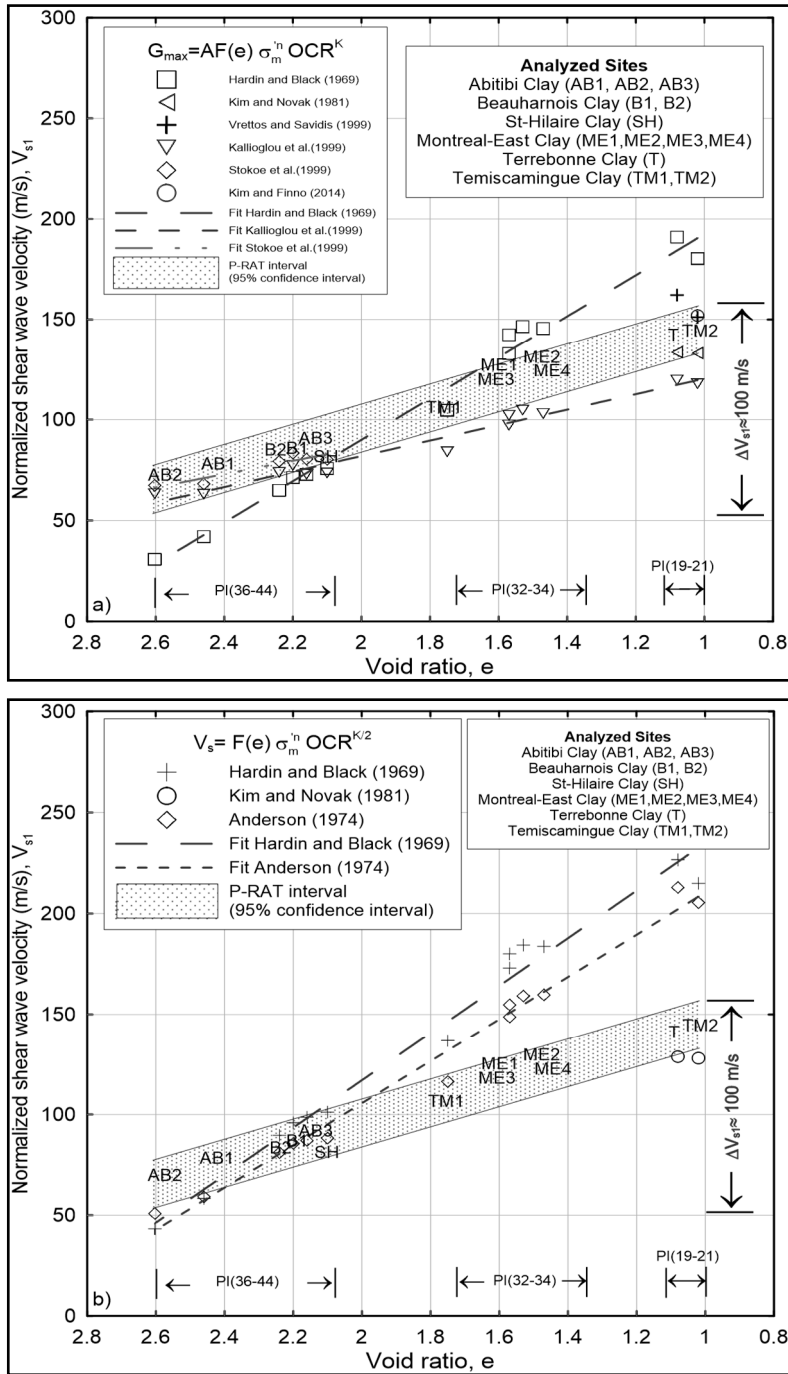 300
250
200
150
100
50
0
Normalized shear wave velocity (m/s), Vs1
Gmax=AF(e) σ'm^n OCR^K
Hardin and Black (1969)
Kim and Novak (1981)
Vrettos and Savidis (1999)
Kallioglou et al.(1999)
Stokoe et al.(1999)
Kim and Finno (2014)
Fit Hardin and Black (1969)
Fit Kallioglou et al.(1999)
Fit Stokoe et al.(1999)
P-RAT interval
(95% confidence interval)
Analyzed Sites
Abitibi Clay (AB1, AB2, AB3)
Beauharnois Clay (B1, B2)
St-Hilaire Clay (SH)
Montreal-East Clay (ME1,ME2,ME3,ME4)
Terrebonne Clay (T)
Temiscamingue Clay (TM1,TM2)
AB2
AB1
B2
B1
AB3
SH
TM1
ME1
ME3
ME2
ME4
T
TM2
ΔVs1≈100 m/s
PI(36-44)
PI(32-34)
PI(19-21)
a)
2.8 2.6 2.4 2.2 2 1.8 1.6 1.4 1.2 1 0.8
Void ratio, e
300
250
200
150
100
50
0
Normalized shear wave velocity (m/s), Vs1
Vs= F(e) σ'm^n OCR^K/2
Hardin and Black (1969)
Kim and Novak (1981)
Anderson (1974)
Fit Hardin and Black (1969)
Fit Anderson (1974)
P-RAT interval
(95% confidence interval)
Analyzed Sites
Abitibi Clay (AB1, AB2, AB3)
Beauharnois Clay (B1, B2)
St-Hilaire Clay (SH)
Montreal-East Clay (ME1,ME2,ME3,ME4)
Terrebonne Clay (T)
Temiscamingue Clay (TM1,TM2)
AB2
AB1
B2
B1
AB3
SH
TM1
ME1
ME3
ME2
ME4
T
TM2
ΔVs1≈ 100 m/s
PI(36-44)
PI(32-34)
PI(19-21)
b)
2.8 2.6 2.4 2.2 2 1.8 1.6 1.4 1.2 1 0.8
Void ratio, e